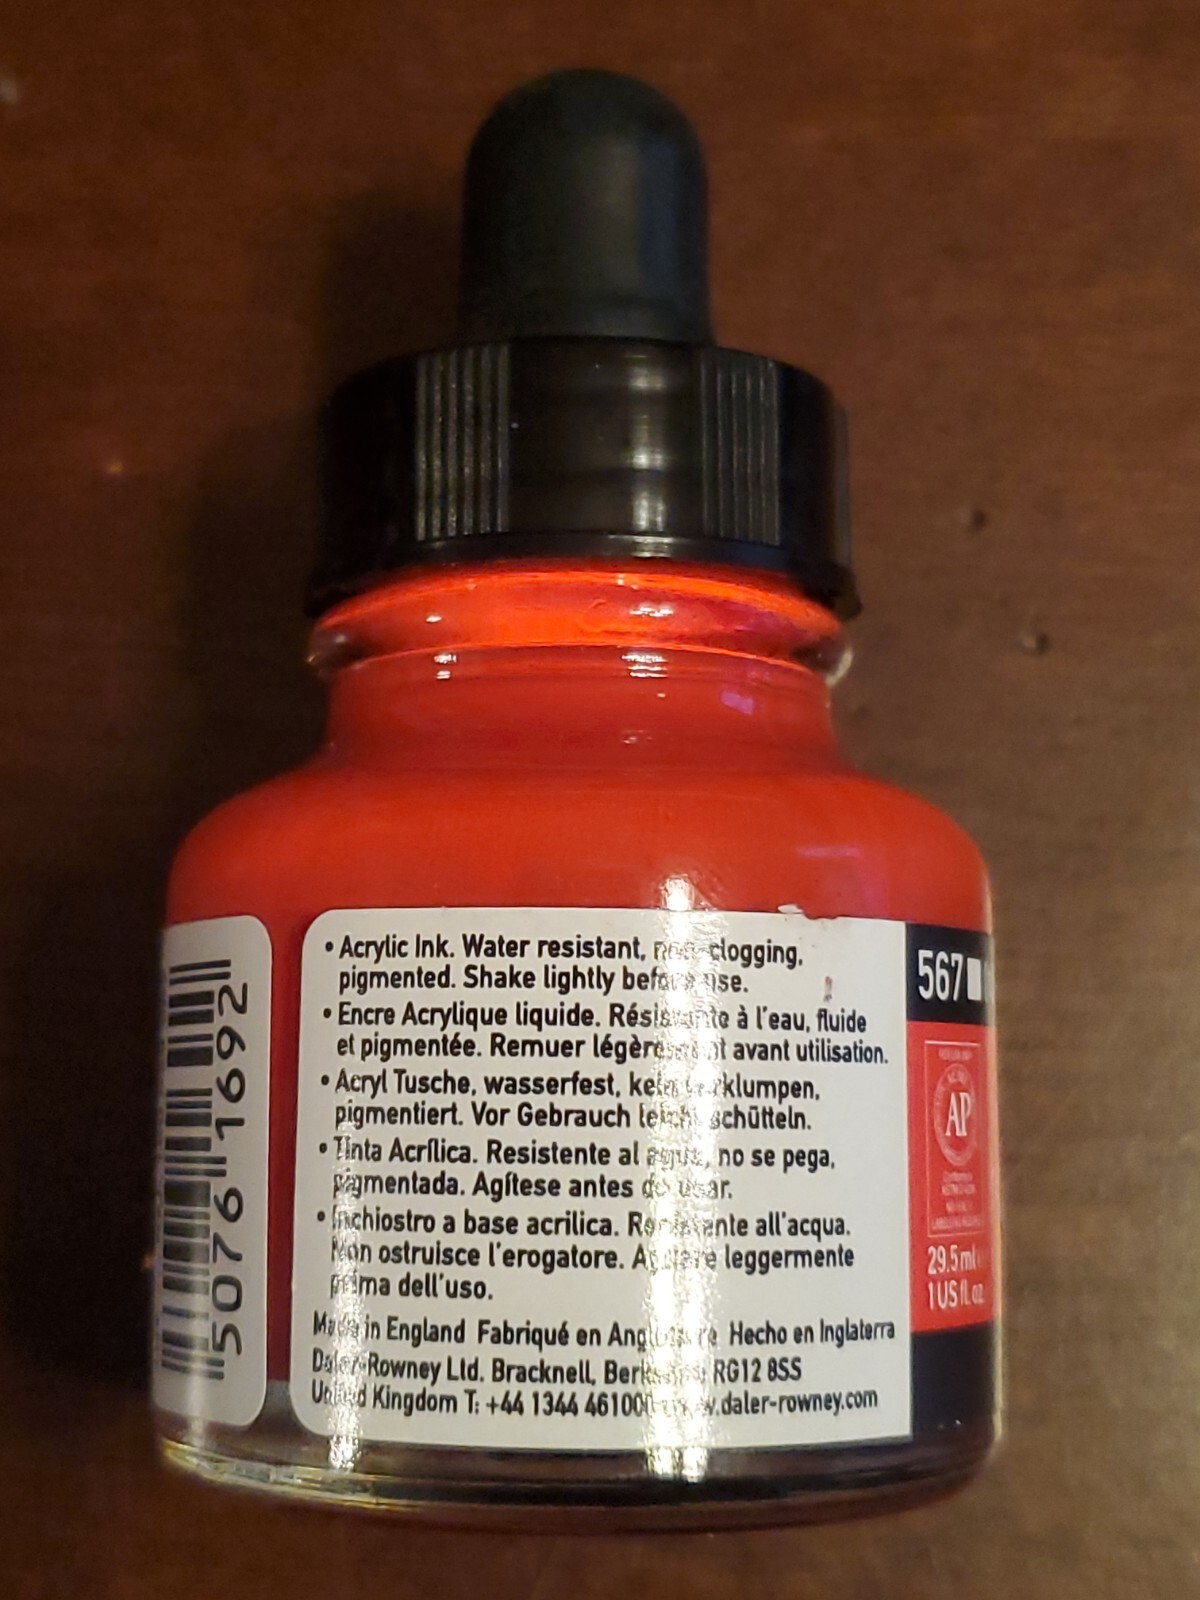 5076 1692
• Acrylic Ink. Water resistant, non-clogging,
pigmented. Shake lightly before use.
• Encre Acrylique liquide. Résistante à l'eau, fluide
et pigmentée. Remuer légèrement avant utilisation.
• Acryl Tusche, wasserfest, kein verklumpen,
pigmentiert. Vor Gebrauch leicht schütteln.
• Tinta Acrílica. Resistente al agua, no se pega,
pigmentada. Agítese antes de usar.
• Inchiostro a base acrilica. Resistente all'acqua.
Non ostruisce l'erogatore. leggermente
prima dell'uso.
Made in England Fabriqué en Angleterre Hecho en Inglaterra
Daler-Rowney Ltd. Bracknell, Berkshire RG12 8SS
United Kingdom T: +44 1344 461000 www.daler-rowney.com
567
AP
29.5 ml
1 US fl. oz.